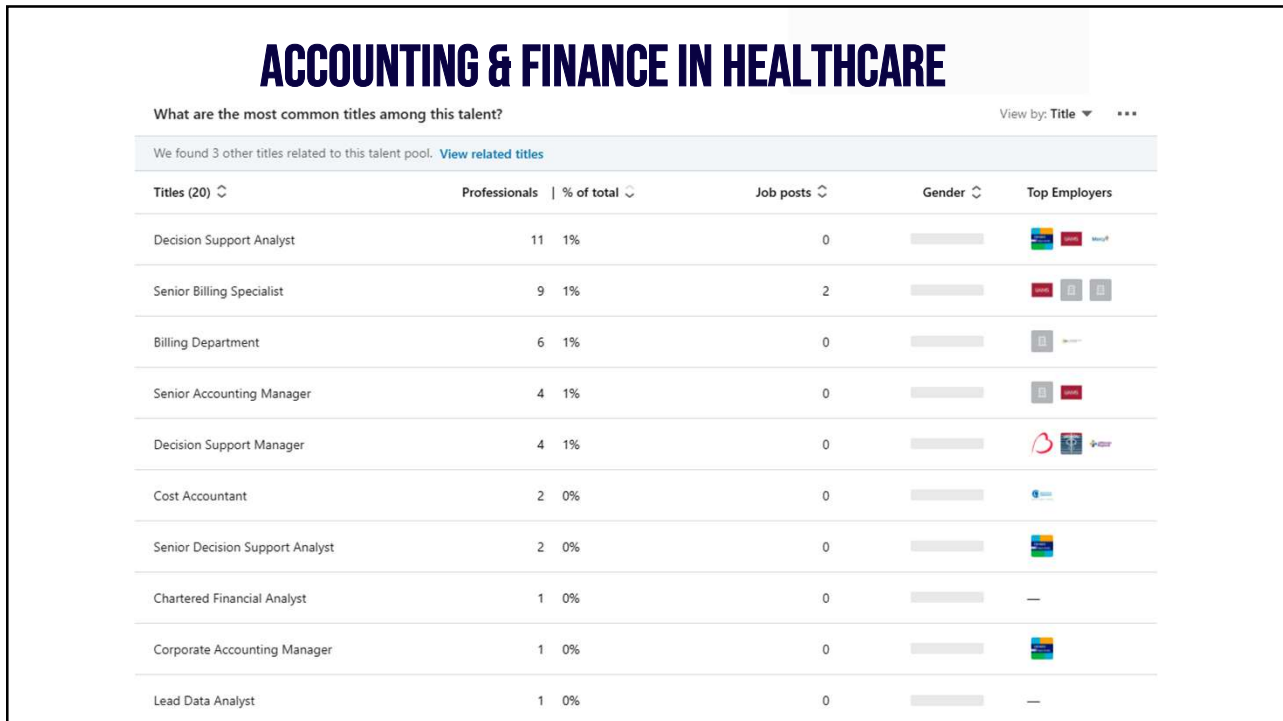 ACCOUNTING & FINANCE IN HEALTHCARE
What are the most common titles among this talent? View by: Title
We found 3 other titles related to this talent pool. View related titles
Titles (20) Professionals | % of total Job posts Gender Top Employers
Decision Support Analyst 11 1% 0 UAMS Mercy
Senior Billing Specialist 9 1% 2 UAMS
Billing Department 6 1% 0
Senior Accounting Manager 4 1% 0 UAMS
Decision Support Manager 4 1% 0
Cost Accountant 2 0% 0
Senior Decision Support Analyst 2 0% 0
Chartered Financial Analyst 1 0% 0 —
Corporate Accounting Manager 1 0% 0
Lead Data Analyst 1 0% 0 —